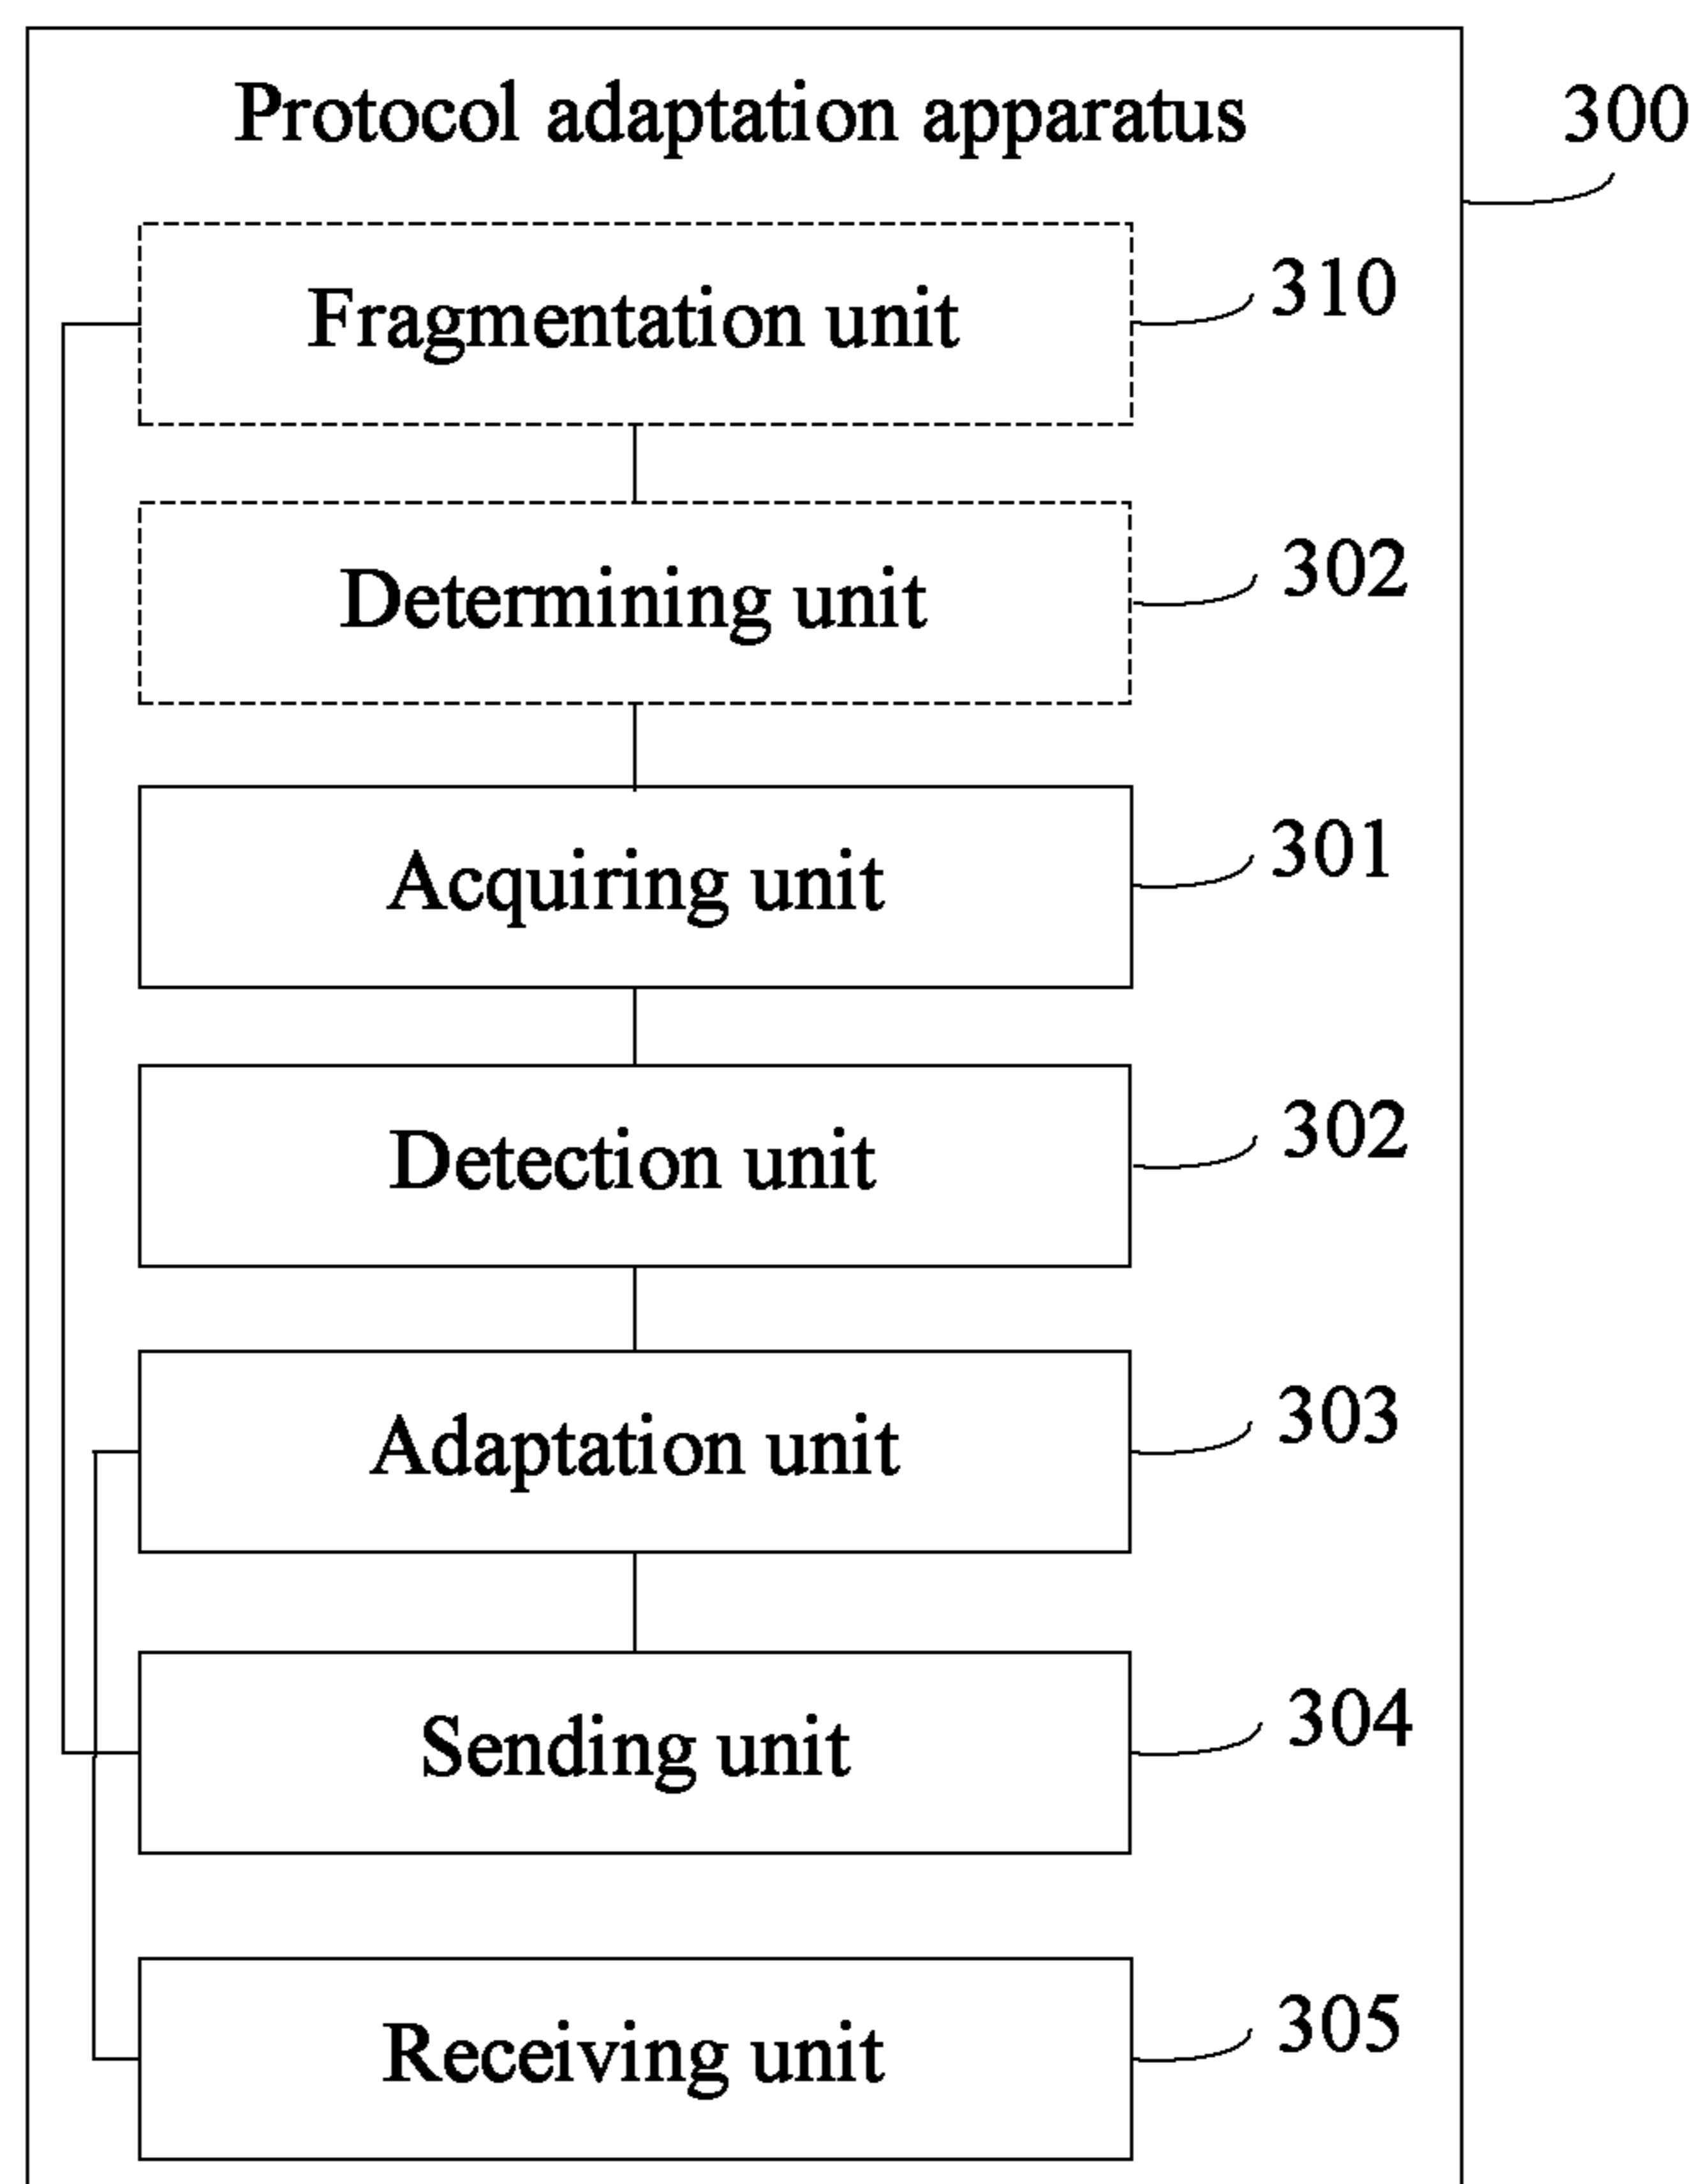 Protocol adaptation apparatus
300
Fragmentation unit
310
Determining unit
302
Acquiring unit
301
Detection unit
302
Adaptation unit
303
Sending unit
304
Receiving unit
305